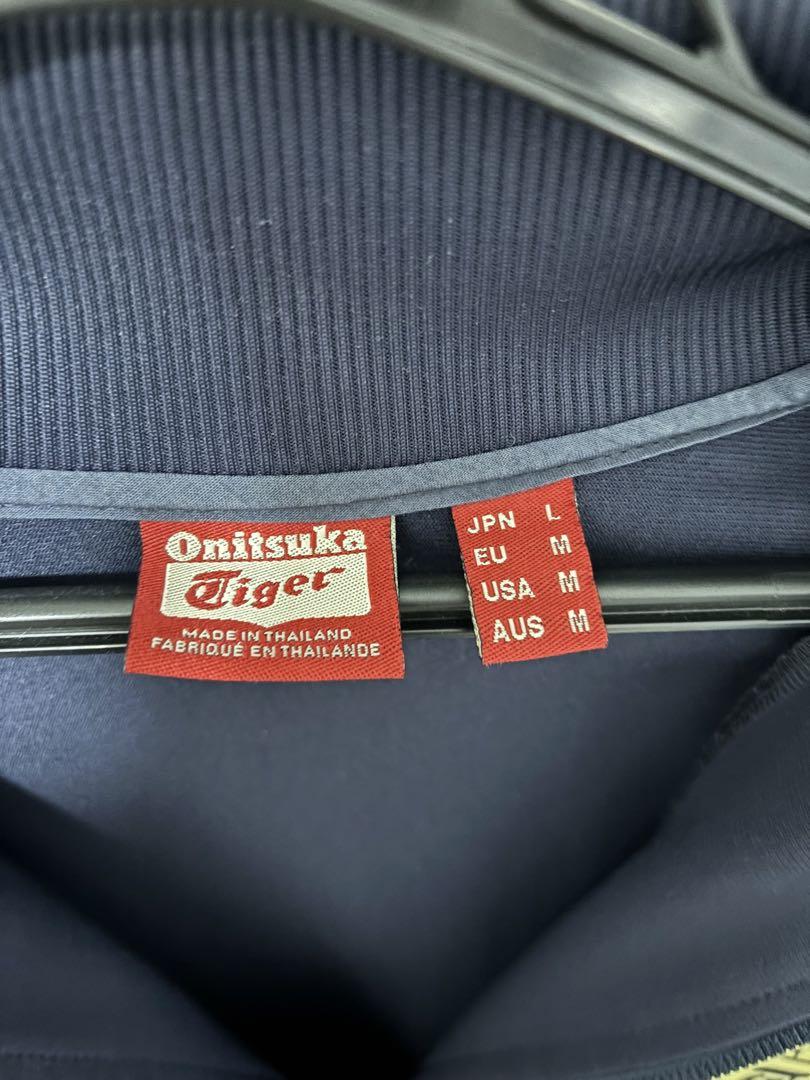 Onitsuka
Tiger
MADE IN THAILAND
FABRIQUÉ EN THAILANDE
JPN L
EU M
USA M
AUS M